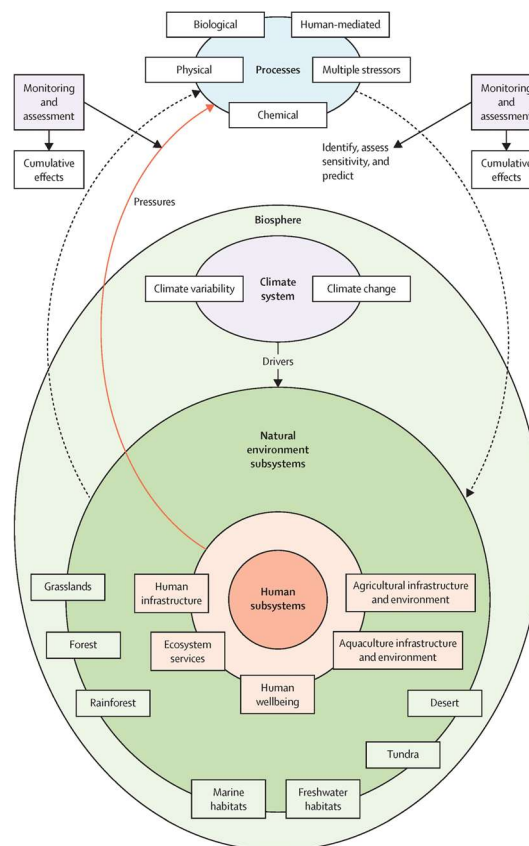 Biological
Human-mediated
Physical
Processes
Multiple stressors
Chemical
Monitoring
and
assessment
Cumulative
effects
Monitoring
and
assessment
Cumulative
effects
Identify, assess
sensitivity, and
predict
Pressures
Biosphere
Climate variability
Climate
system
Climate change
Drivers
Natural
environment
subsystems
Human
infrastructure
Human
subsystems
Agricultural infrastructure
and environment
Ecosystem
services
Aquaculture infrastructure
and environment
Human
wellbeing
Grasslands
Forest
Rainforest
Desert
Tundra
Marine
habitats
Freshwater
habitats